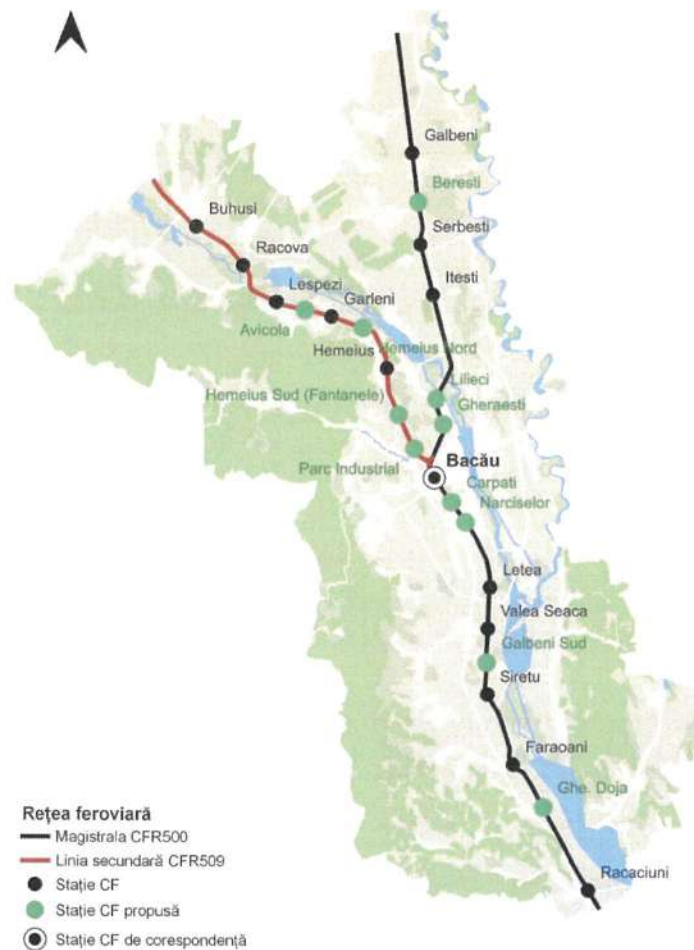 Galbeni
Beresti
Serbesti
Itesti
Buhusi
Racova
Lespezi
Garleni
Avicola
Hemeius Hemeius Nord
Lilieci
Hemeius Sud (Fantanele)
Gheraesti
Parc Industrial
Bacău
Carpati
Narciselor
Letea
Valea Seaca
Galbeni Sud
Siretu
Faraoani
Ghe. Doja
Racaciuni
Rețea feroviară
Magistrala CFR500
Linia secundară CFR509
Stație CF
Stație CF propusă
Stație CF de corespondență